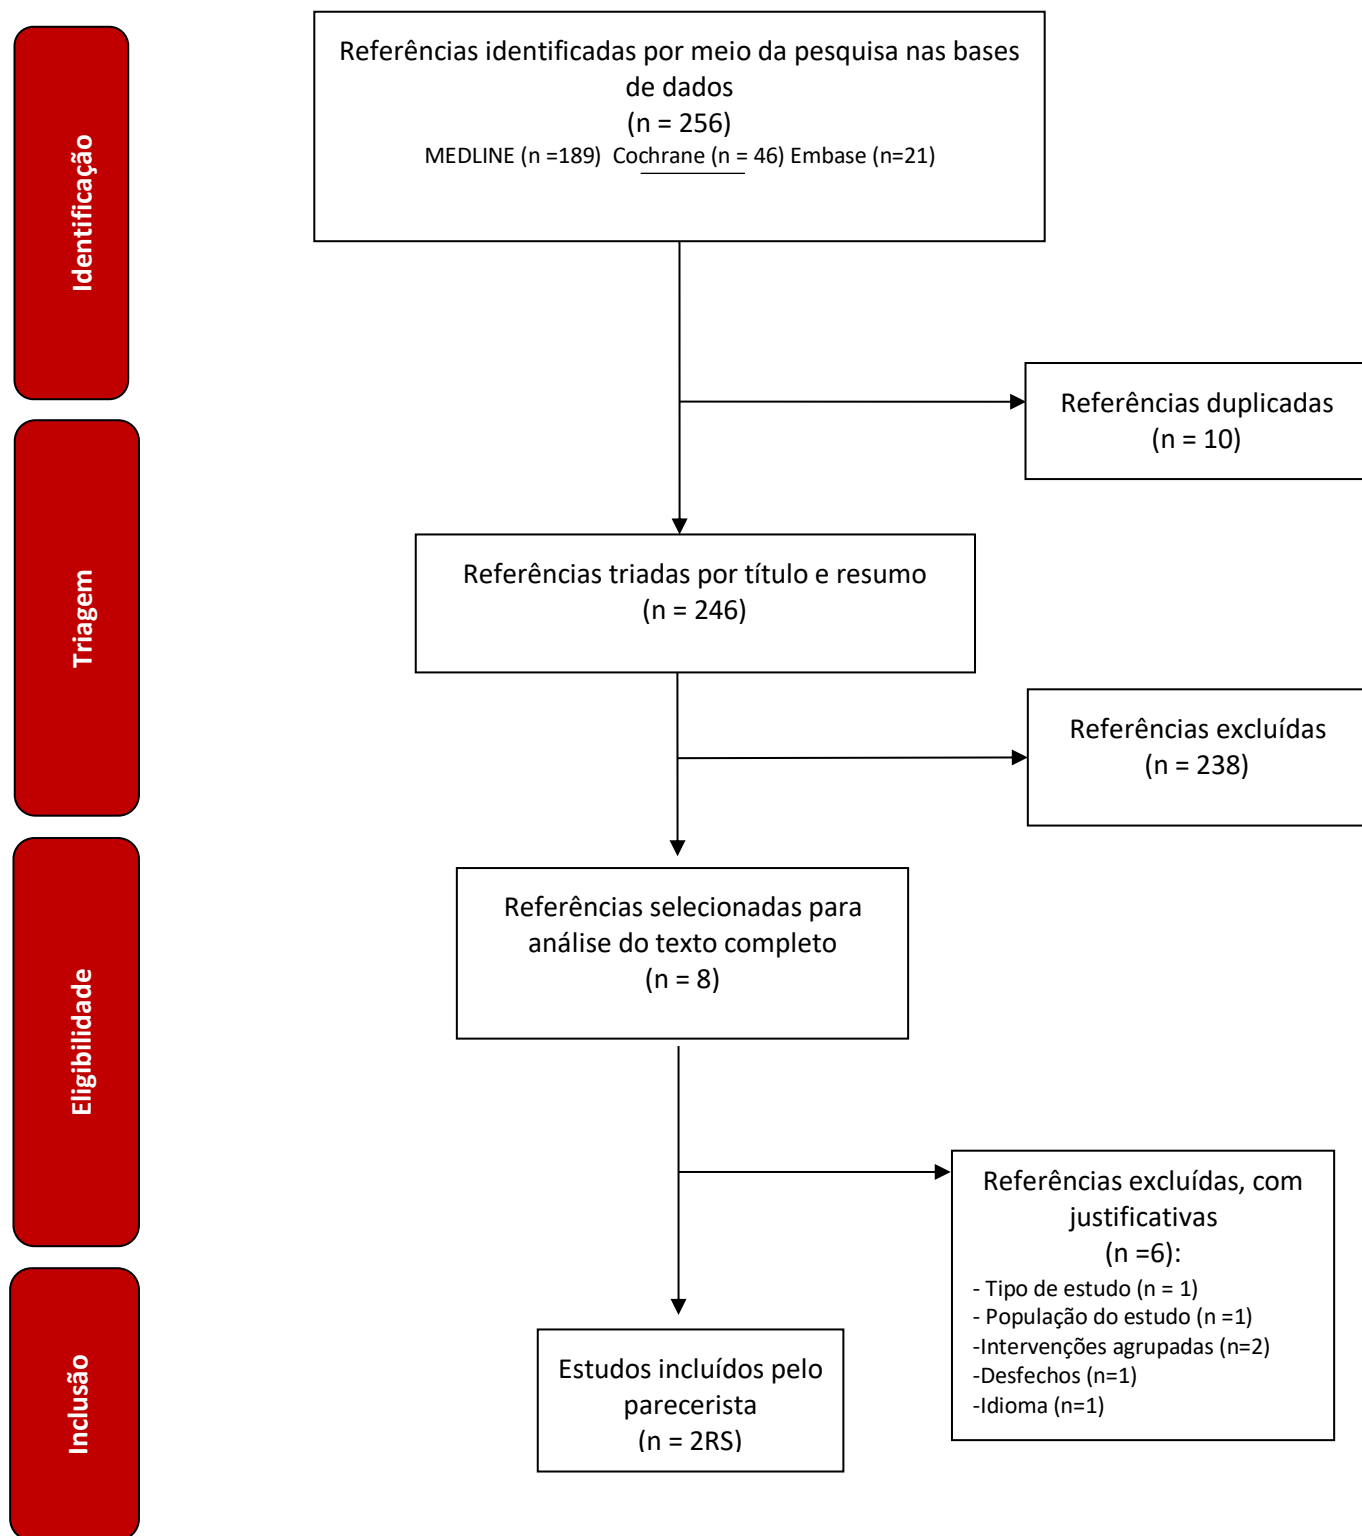 Identificação
Referências identificadas por meio da pesquisa nas bases
de dados
(n = 256)
MEDLINE (n =189) Cochrane (n = 46) Embase (n=21)
Referências duplicadas
(n = 10)
Triagem
Referências triadas por título e resumo
(n = 246)
Referências excluídas
(n = 238)
Eligibilidade
Referências selecionadas para
análise do texto completo
(n = 8)
Referências excluídas, com
justificativas
(n =6):
- Tipo de estudo (n = 1)
- População do estudo (n =1)
-Intervenções agrupadas (n=2)
-Desfechos (n=1)
-Idioma (n=1)
Inclusão
Estudos incluídos pelo
parecerista
(n = 2RS)